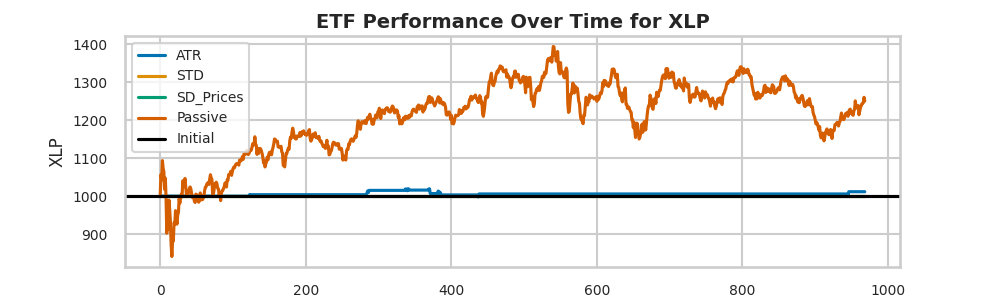 ETF Performance Over Time for XLP
XLP
1400
1300
1200
1100
1000
900
ATR
STD
SD_Prices
Passive
Initial
0 200 400 600 800 1000